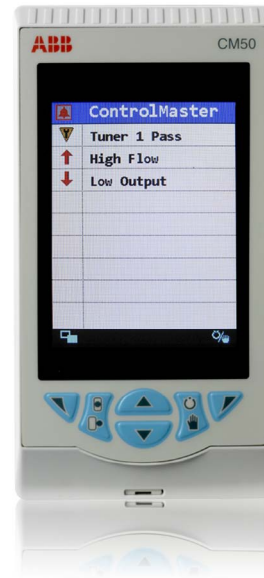 ABB
CM50
ControlMaster
Tuner 1 Pass
High Flow
Low Output